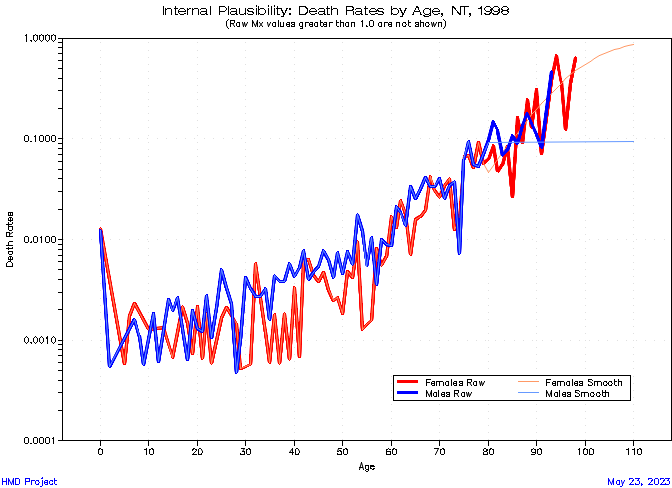 Internal Plausibility: Death Rates by Age, NT, 1998
(Raw Mx values greater than 1.0 are not shown)
1.0000
0.1000
0.0100
0.0010
0.0001
Death Rates
0 10 20 30 40 50 60 70 80 90 100 110
Age
Females Raw Females Smooth
Males Raw Males Smooth
HMD Project May 23, 2023